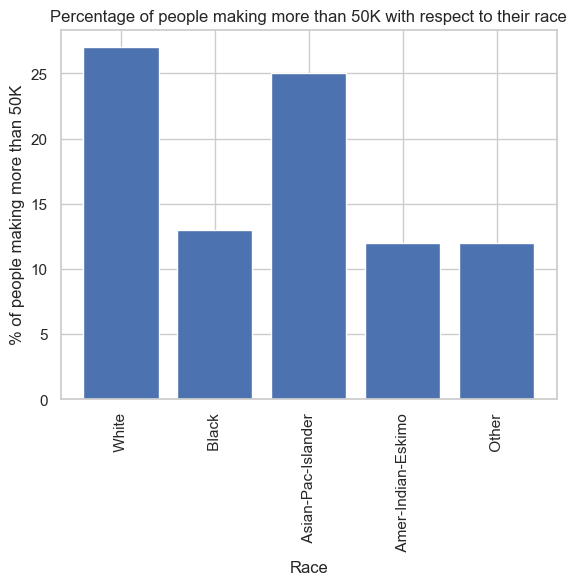 Percentage of people making more than 50K with respect to their race
% of people making more than 50K
25
20
15
10
5
0
White
Black
Asian-Pac-Islander
Amer-Indian-Eskimo
Other
Race